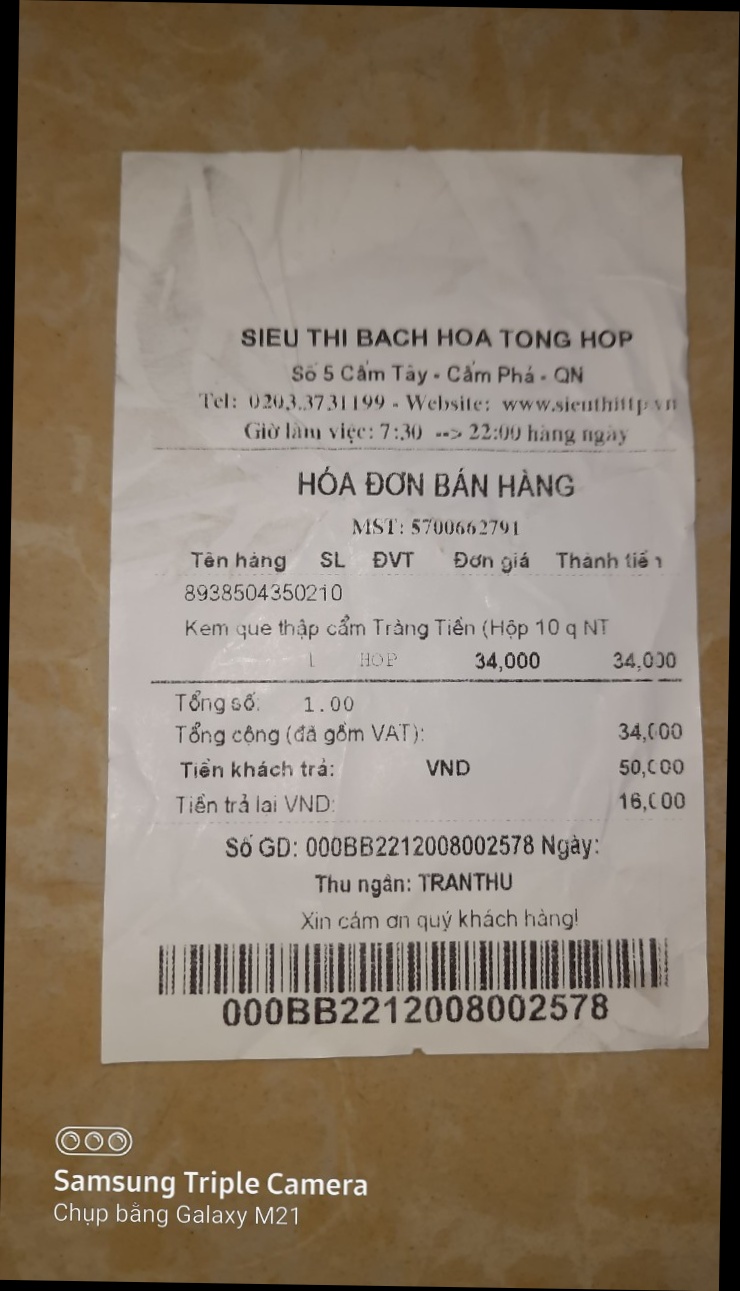 SIEU THI BACH HOA TONG HOP
Số 5 Cẩm Tây - Cẩm Phả - QN
Tel: 0203.3731199 - Website: www.sieuthittp.vn
Giờ làm việc: 7:30 --> 22:00 hàng ngày
HÓA ĐƠN BÁN HÀNG
MST: 5700662791
Tên hàng SL ĐVT Đơn giá Thành tiền
8938504350210
Kem que thập cẩm Tràng Tiền (Hộp 10 q NT
1 HOP 34,000 34,000
Tổng số: 1.00
Tổng cộng (đã gồm VAT): 34,000
Tiền khách trả: VND 50,000
Tiền trả lai VND: 16,000
Số GD: 000BB2212008002578 Ngày:
Thu ngân: TRANTHU
Xin cám ơn quý khách hàng!
000BB2212008002578
Samsung Triple Camera
Chụp bằng Galaxy M21